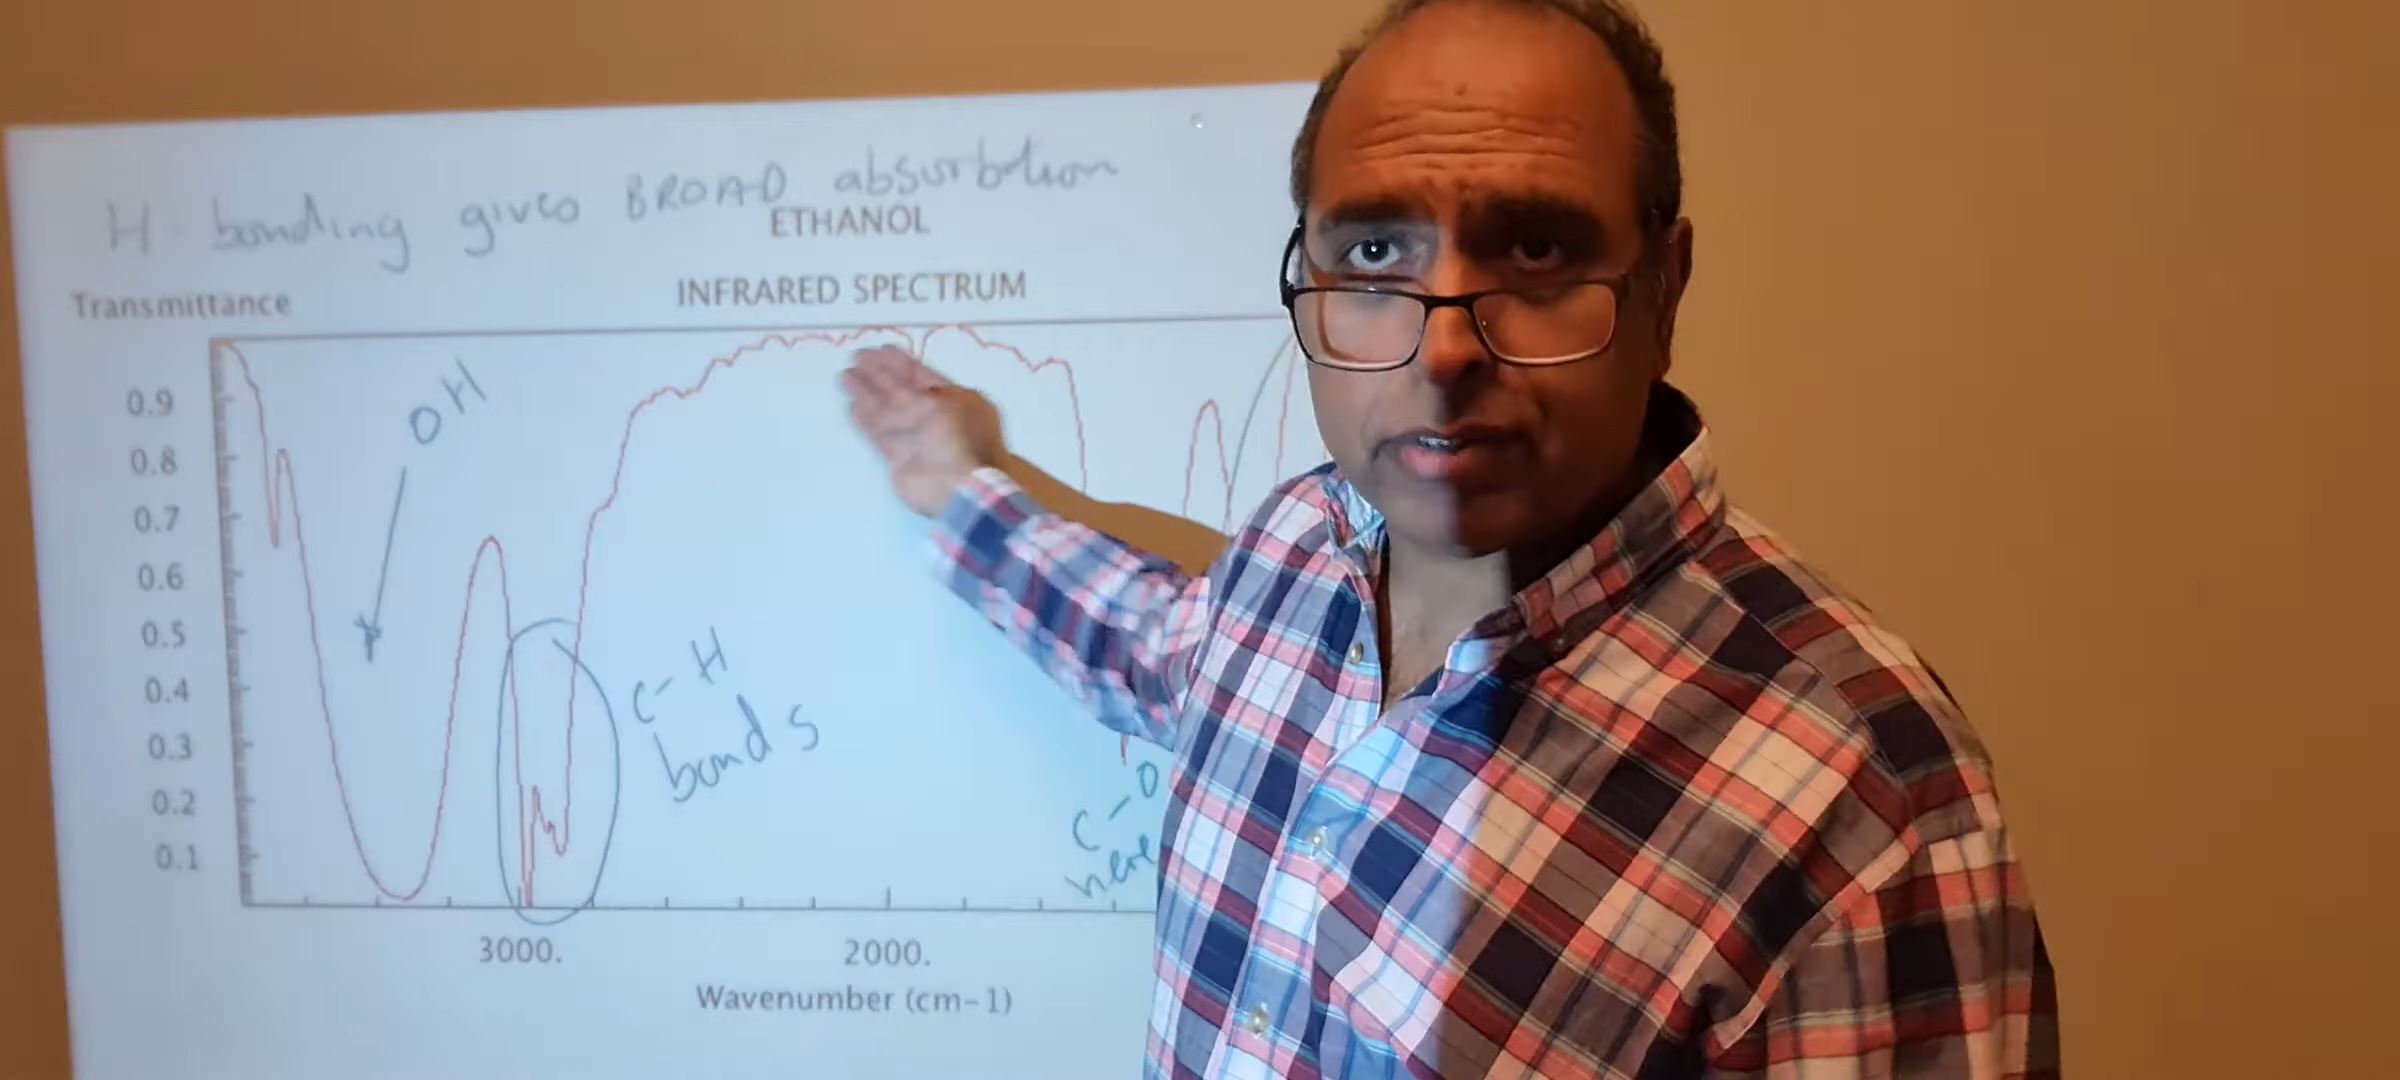 H-bonding gives BROAD absorbtion
ETHANOL
INFRARED SPECTRUM
Transmittance
OH
0.9
0.8
0.7
0.6
0.5
0.4
0.3
0.2
0.1
C-H
bonds
C-O
here
3000.
2000.
Wavenumber (cm-1)